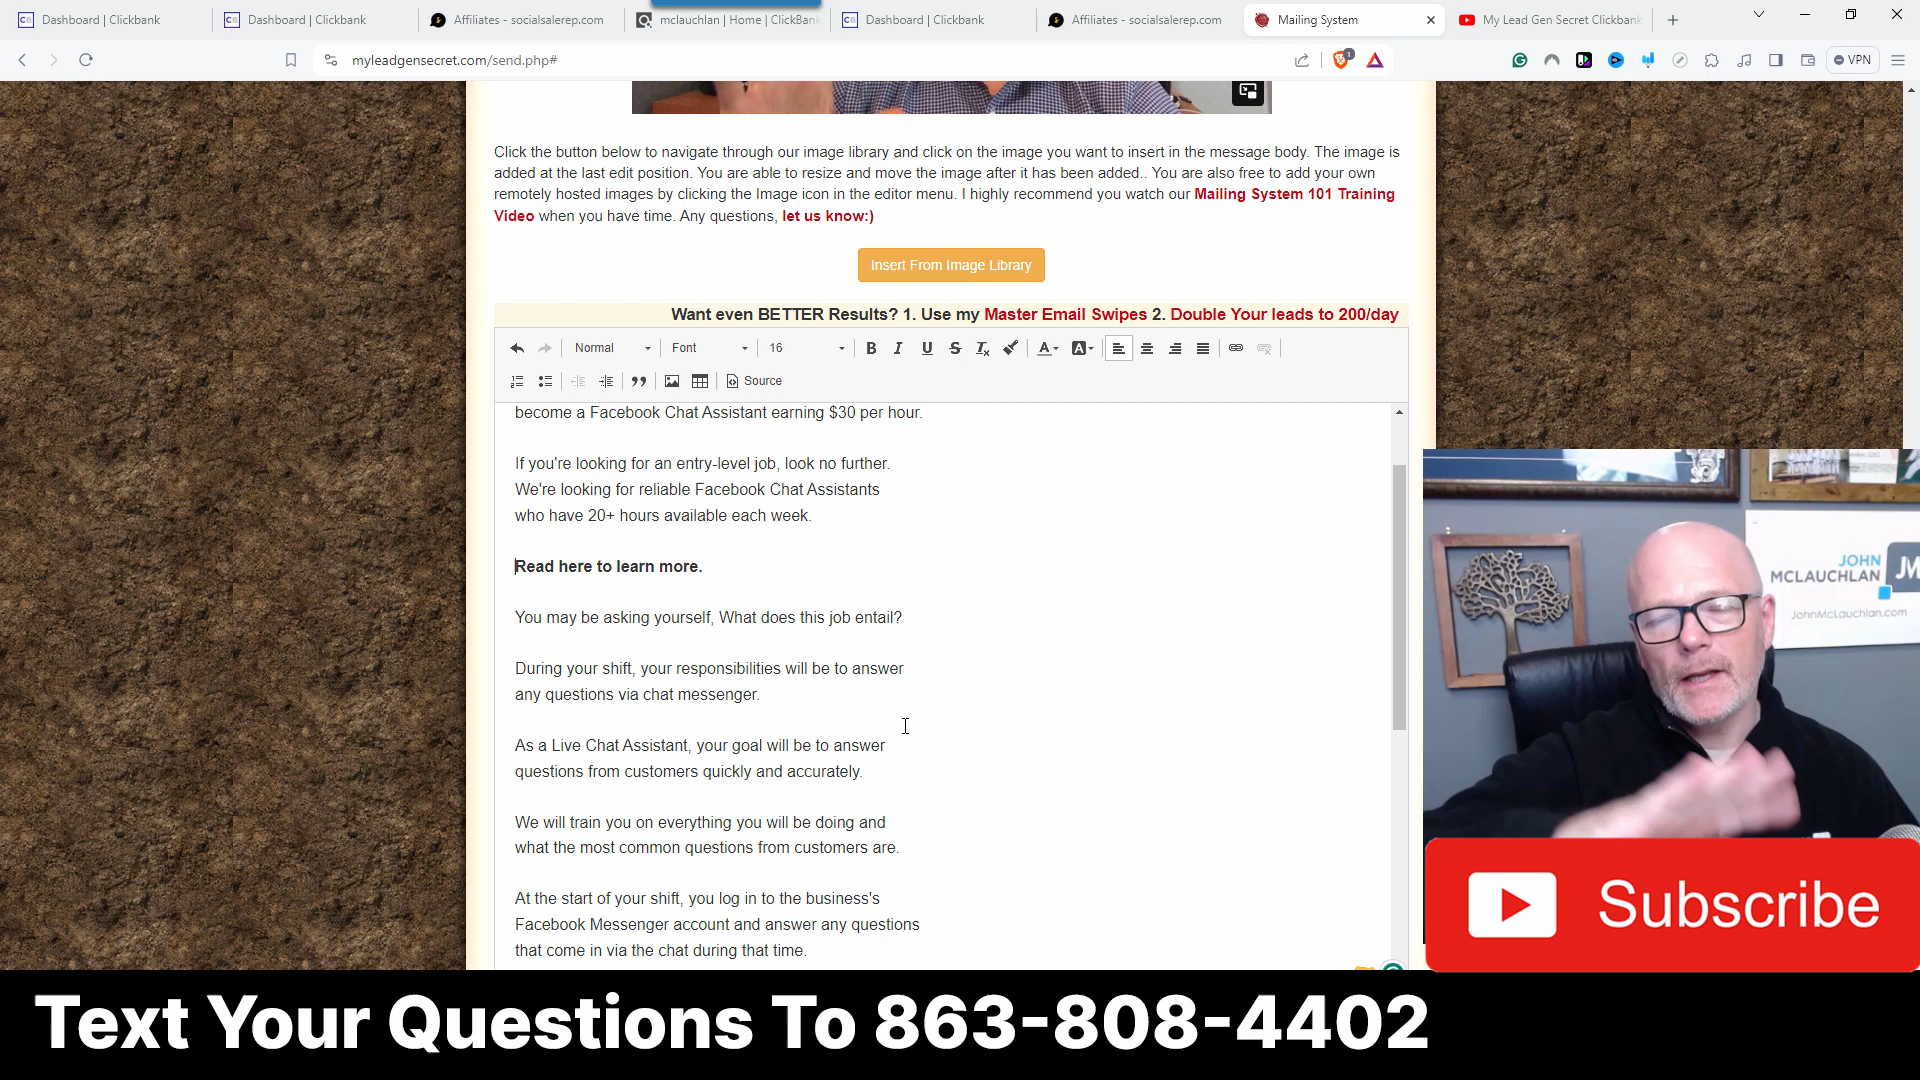 Dashboard | Clickbank
Dashboard | Clickbank
Affiliates - socialsalerep.com
mclauchlan | Home | ClickBank
Dashboard | Clickbank
Affiliates - socialsalerep.com
Mailing System
My Lead Gen Secret Clickbank
myleadgensecret.com/send.php#
1
VPN
Click the button below to navigate through our image library and click on the image you want to insert in the message body. The image is
added at the last edit position. You are able to resize and move the image after it has been added.. You are also free to add your own
remotely hosted images by clicking the Image icon in the editor menu. I highly recommend you watch our Mailing System 101 Training
Video when you have time. Any questions, let us know:)
Insert From Image Library
Want even BETTER Results? 1. Use my Master Email Swipes 2. Double Your leads to 200/day
Normal
Font
16
Source
become a Facebook Chat Assistant earning $30 per hour.
If you're looking for an entry-level job, look no further.
We're looking for reliable Facebook Chat Assistants
who have 20+ hours available each week.
Read here to learn more.
You may be asking yourself, What does this job entail?
During your shift, your responsibilities will be to answer
any questions via chat messenger.
As a Live Chat Assistant, your goal will be to answer
questions from customers quickly and accurately.
We will train you on everything you will be doing and
what the most common questions from customers are.
At the start of your shift, you log in to the business's
Facebook Messenger account and answer any questions
that come in via the chat during that time.
JOHN
MCLAUCHLAN
JM
JohnMcLauchlan.com
Subscribe
Text Your Questions To 863-808-4402